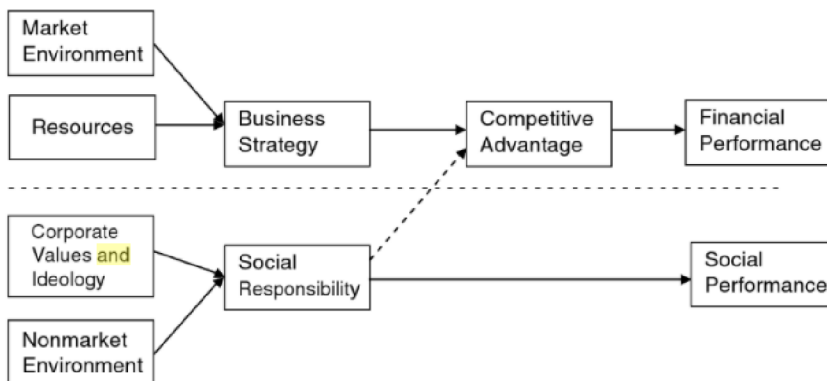 Market
Environment
Resources
Business
Strategy
Competitive
Advantage
Financial
Performance
Corporate
Values and
Ideology
Social
Responsibility
Social
Performance
Nonmarket
Environment